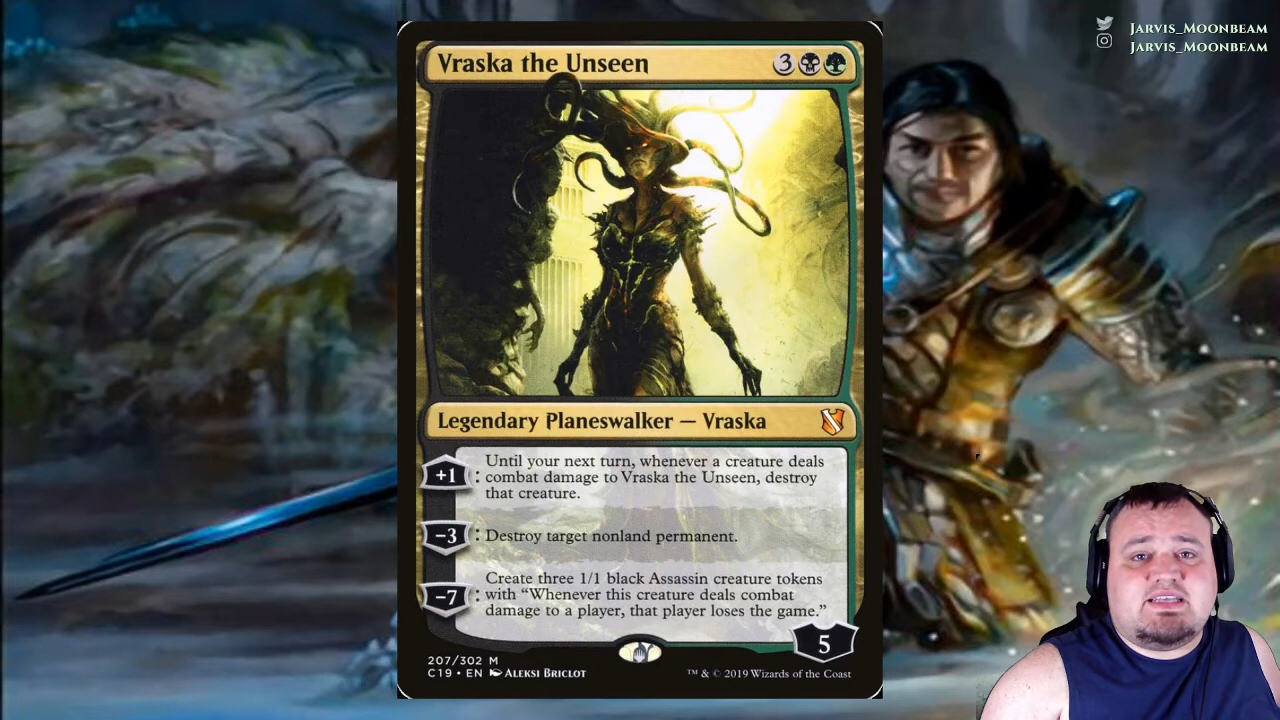 Jarvis_Moonbeam
Jarvis_Moonbeam
Vraska the Unseen 3
Legendary Planeswalker — Vraska
+1 : Until your next turn, whenever a creature deals
combat damage to Vraska the Unseen, destroy
that creature.
−3 : Destroy target nonland permanent.
−7 : Create three 1/1 black Assassin creature tokens
with “Whenever this creature deals combat
damage to a player, that player loses the game.”
5
207/302 M
C19 • EN Aleksi Briclot
™ & © 2019 Wizards of the Coast